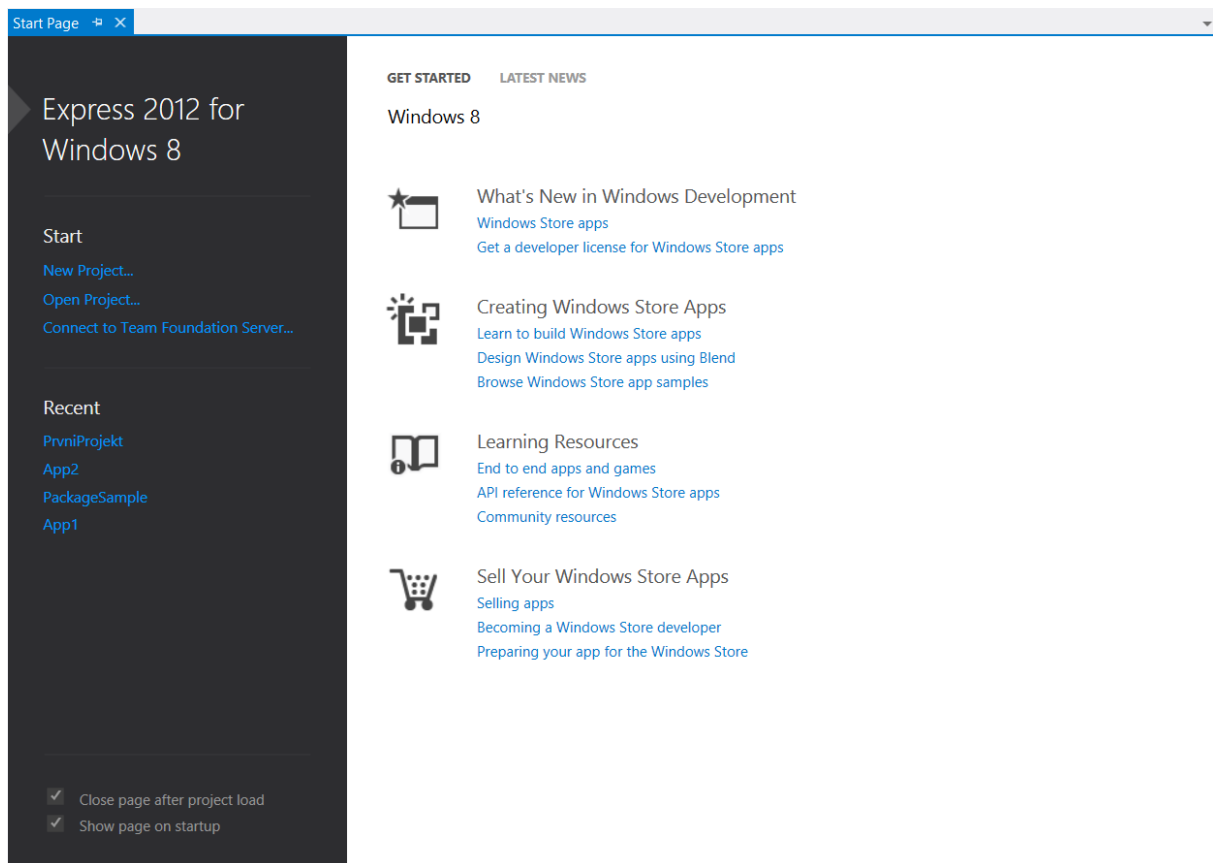 Start Page
Express 2012 for
Windows 8
Start
New Project...
Open Project...
Connect to Team Foundation Server...
Recent
PrvniProjekt
App2
PackageSample
App1
Close page after project load
Show page on startup
GET STARTED LATEST NEWS
Windows 8
What's New in Windows Development
Windows Store apps
Get a developer license for Windows Store apps
Creating Windows Store Apps
Learn to build Windows Store apps
Design Windows Store apps using Blend
Browse Windows Store app samples
Learning Resources
End to end apps and games
API reference for Windows Store apps
Community resources
Sell Your Windows Store Apps
Selling apps
Becoming a Windows Store developer
Preparing your app for the Windows Store